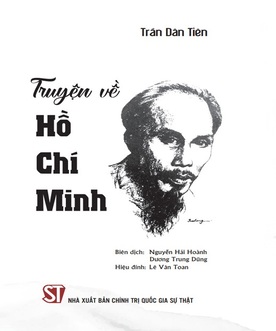 Trần Dân Tiên
Truyện về
Hồ
Chí
Minh
Biên dịch: Nguyễn Hải Hoành
Dương Trung Dũng
Hiệu đính: Lê Văn Toan
ST NHÀ XUẤT BẢN CHÍNH TRỊ QUỐC GIA SỰ THẬT